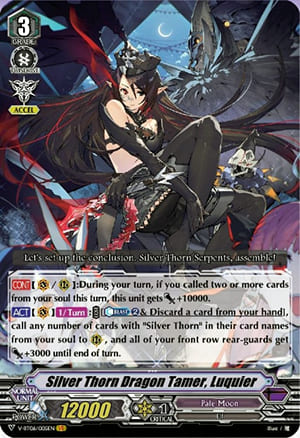 3
GRADE
TWIN DRIVE
ACCEL
Let's set up the conclusion. Silver Thorn Serpents, assemble!
CONT [ ]:During your turn, if you called two or more cards
from your soul this turn, this unit gets +10000.
ACT [ ] 1/Turn [ BLAST 2 & Discard a card from your hand],
call any number of cards with "Silver Thorn" in their card names
from your soul to , and all of your front row rear-guards get
+3000 until end of turn.
Silver Thorn Dragon Tamer, Luquier
NORMAL
UNIT
POWER
12000
1
CRITICAL
Pale Moon
V-BT06/005EN
Illust /